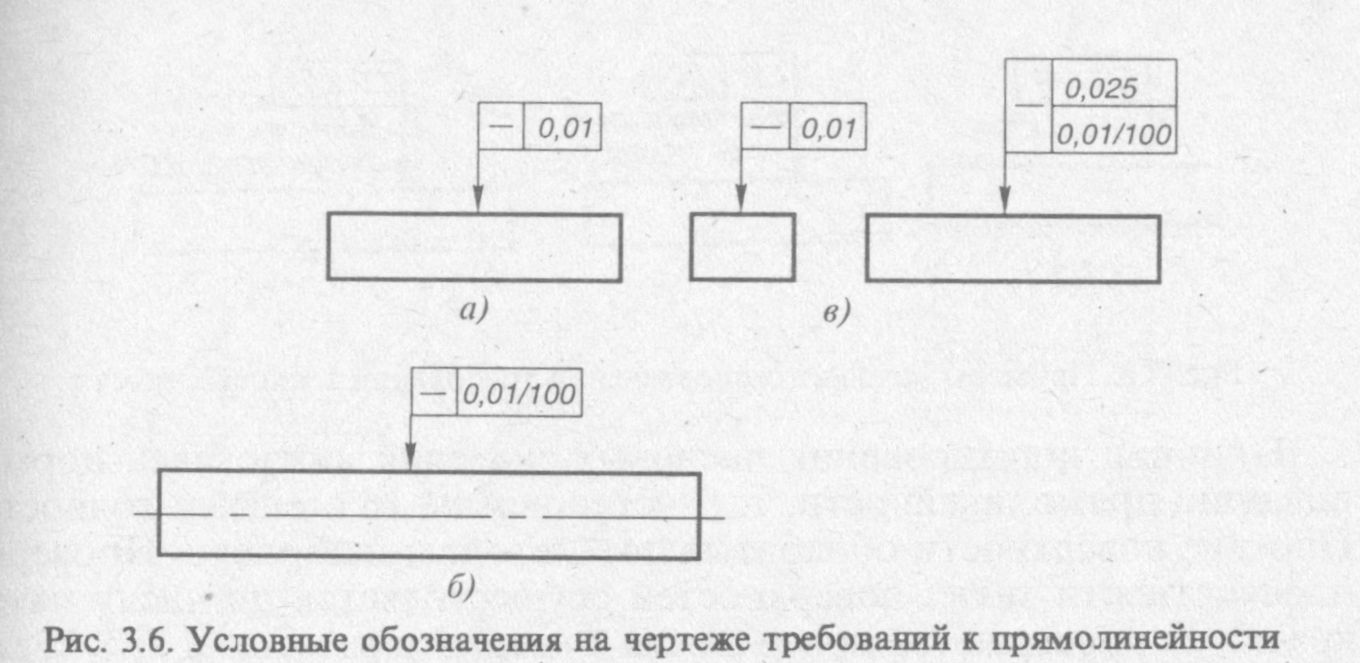 — 0,01
— 0,01
— 0,025
0,01/100
а)
в)
— 0,01/100
б)
Рис. 3.6. Условные обозначения на чертеже требований к прямолинейности